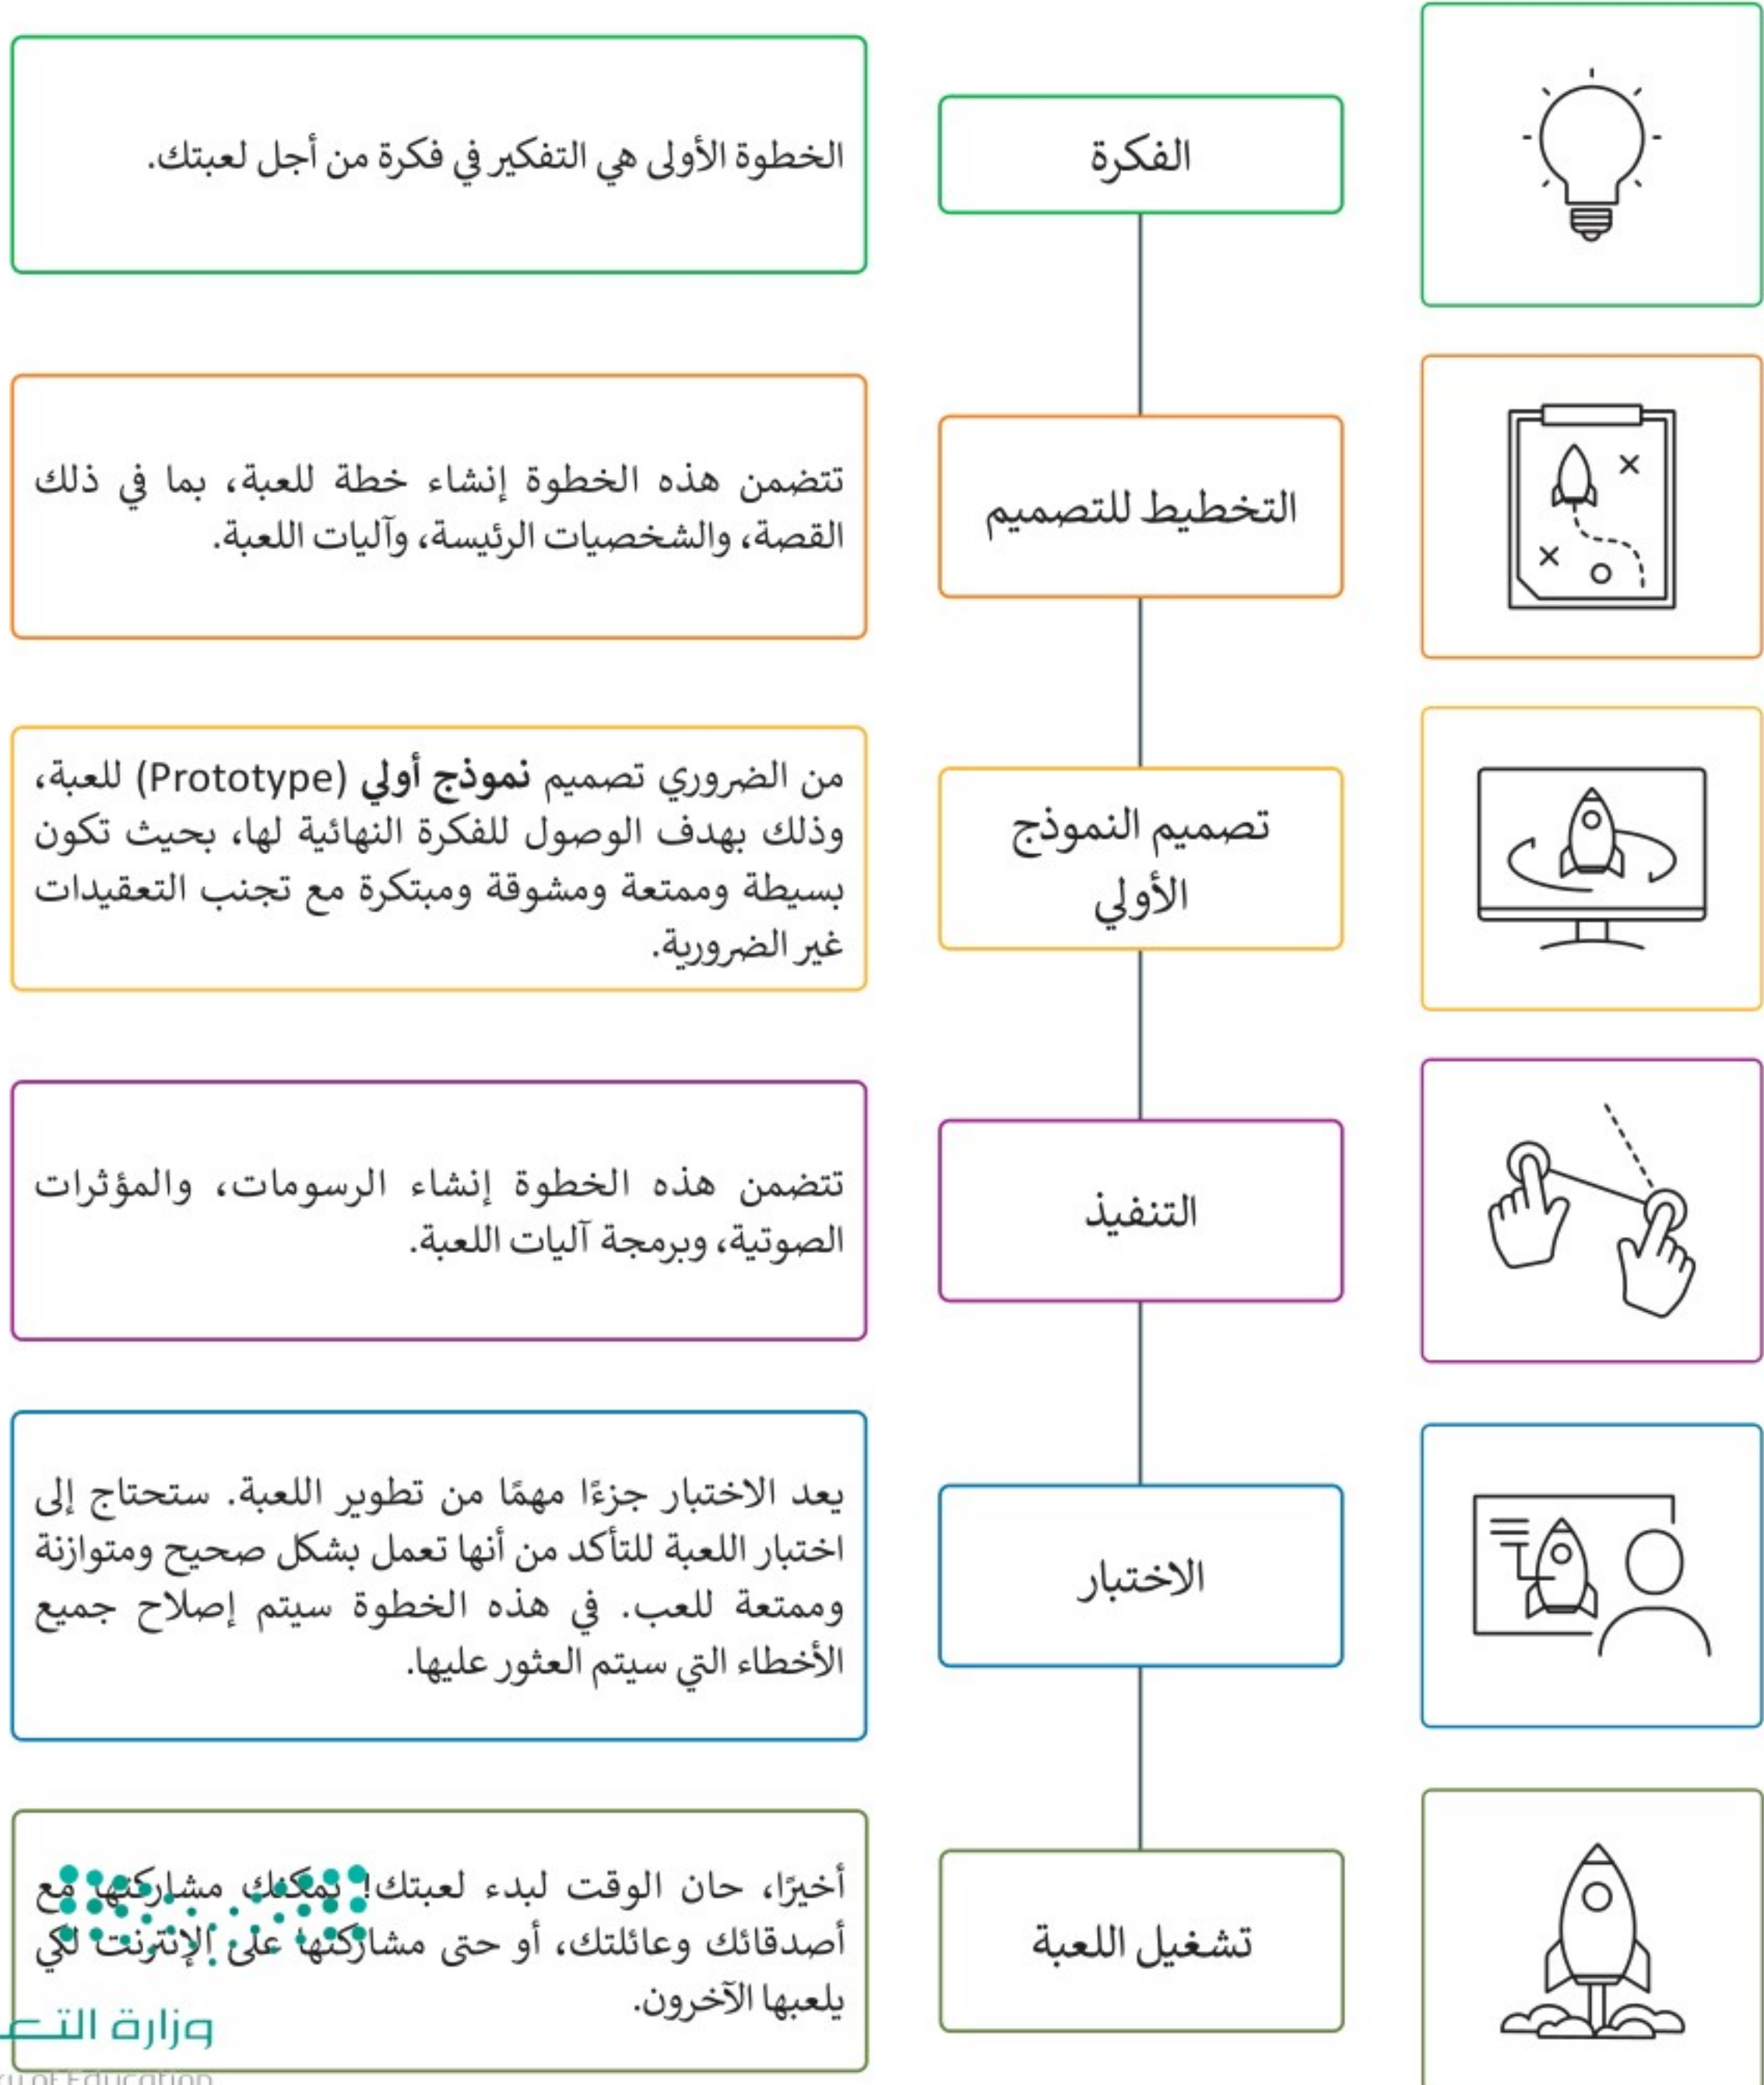 الفكرة
الخطوة الأولى هي التفكير في فكرة من أجل لعبتك.
التخطيط للتصميم
تتضمن هذه الخطوة إنشاء خطة للعبة، بما في ذلك
القصة، والشخصيات الرئيسة، وآليات اللعبة.
تصميم النموذج
الأولي
من الضروري تصميم نموذج أولي (Prototype) للعبة،
وذلك بهدف الوصول للفكرة النهائية لها، بحيث تكون
بسيطة وممتعة ومشوقة ومبتكرة مع تجنب التعقيدات
غير الضرورية.
التنفيذ
تتضمن هذه الخطوة إنشاء الرسومات، والمؤثرات
الصوتية، وبرمجة آليات اللعبة.
الاختبار
يعد الاختبار جزءًا مهمًا من تطوير اللعبة. ستحتاج إلى
اختبار اللعبة للتأكد من أنها تعمل بشكل صحيح ومتوازنة
وممتعة للعب. في هذه الخطوة سيتم إصلاح جميع
الأخطاء التي سيتم العثور عليها.
تشغيل اللعبة
أخيرًا، حان الوقت لبدء لعبتك! يمكنك مشاركتها مع
أصدقائك وعائلتك، أو حتى مشاركتها على الإنترنت لكي
يلعبها الآخرون.
وزارة التع
ry of Education